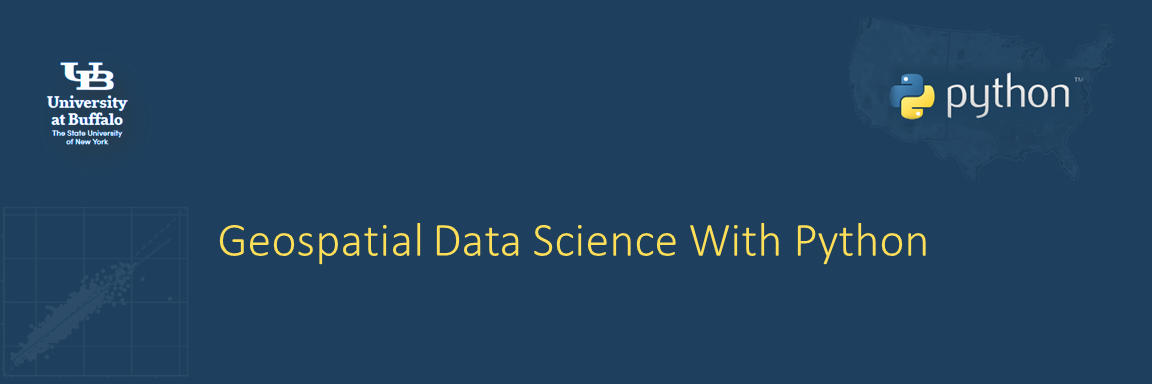 UB
University
at Buffalo
The State University
of New York
python™
Geospatial Data Science With Python